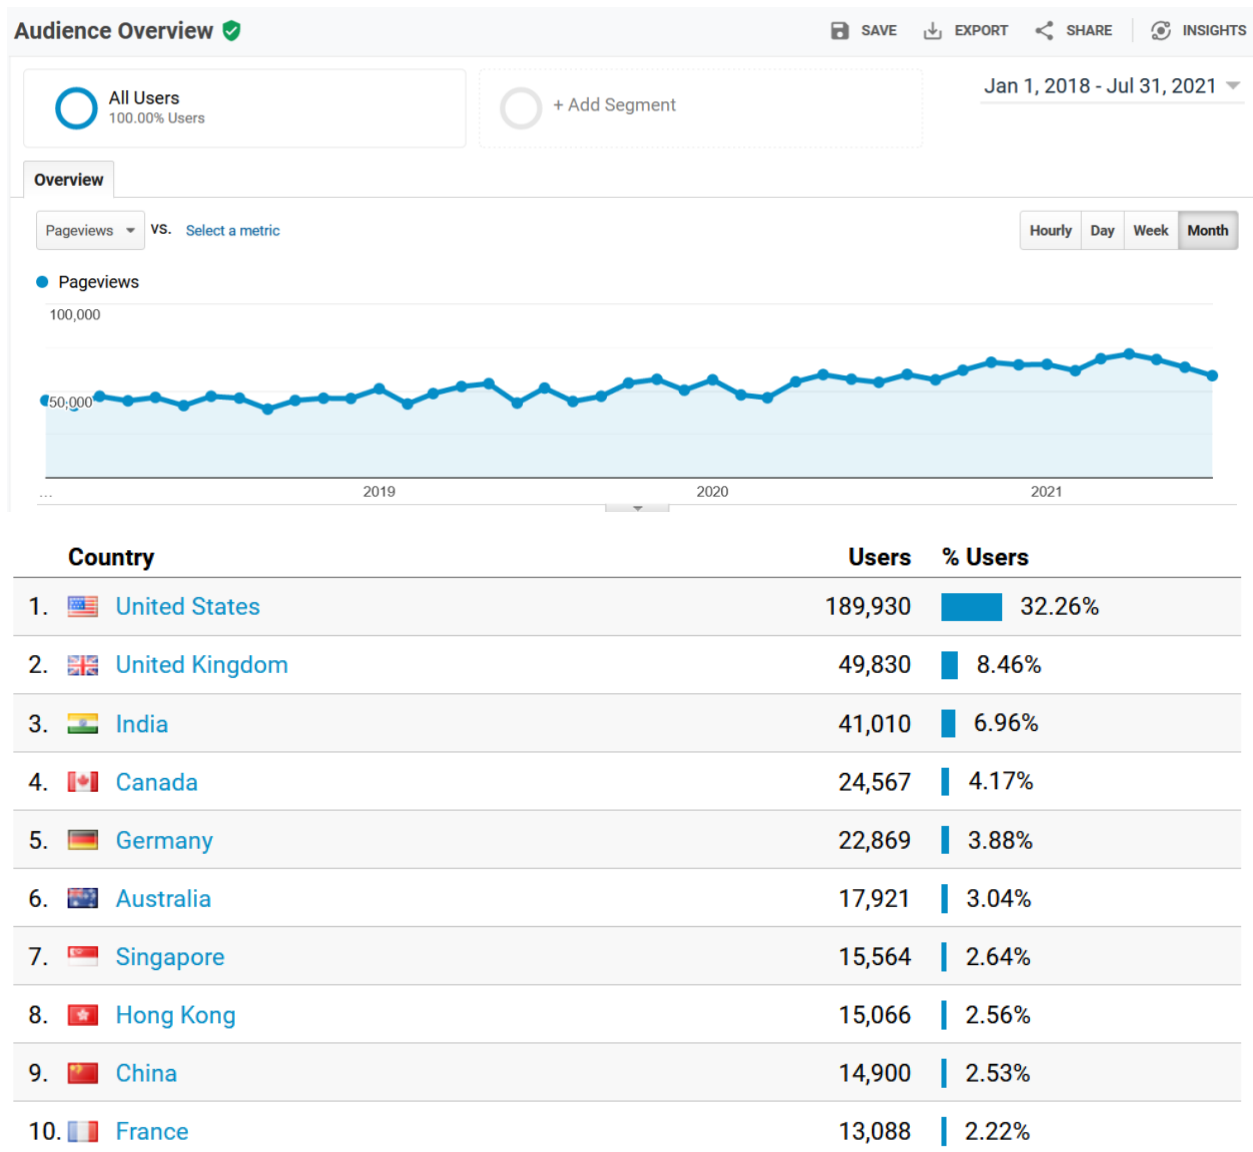 Audience Overview SAVE EXPORT SHARE INSIGHTS
All Users
100.00% Users
+ Add Segment
Jan 1, 2018 - Jul 31, 2021
Overview
Pageviews VS. Select a metric
Hourly Day Week Month
Pageviews
100,000
50,000
... 2019 2020 2021
Country Users % Users
1. United States 189,930 32.26%
2. United Kingdom 49,830 8.46%
3. India 41,010 6.96%
4. Canada 24,567 4.17%
5. Germany 22,869 3.88%
6. Australia 17,921 3.04%
7. Singapore 15,564 2.64%
8. Hong Kong 15,066 2.56%
9. China 14,900 2.53%
10. France 13,088 2.22%